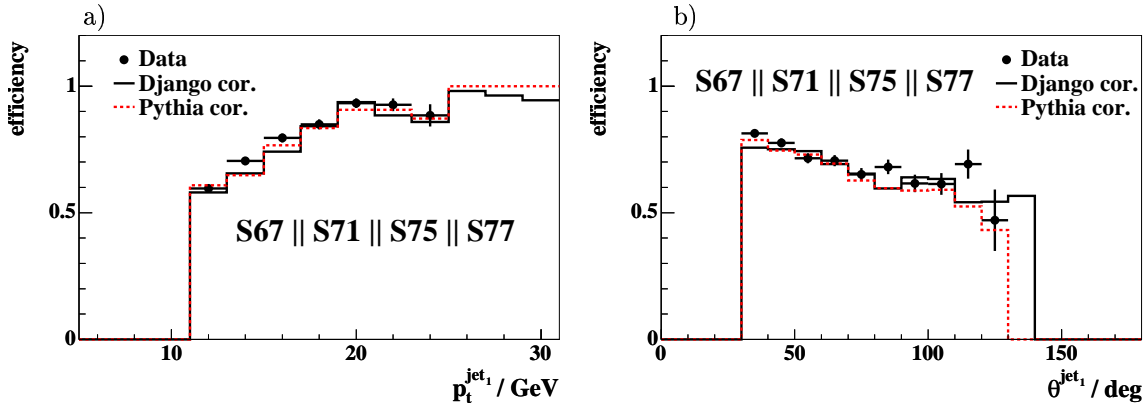 a)
efficiency
Data
Django cor.
Pythia cor.
S67 || S71 || S75 || S77
1
0.5
0
10
20
30
p_t^{jet_1} / GeV
b)
efficiency
S67 || S71 || S75 || S77
Data
Django cor.
Pythia cor.
1
0.5
0
0
50
100
150
θ^{jet_1} / deg